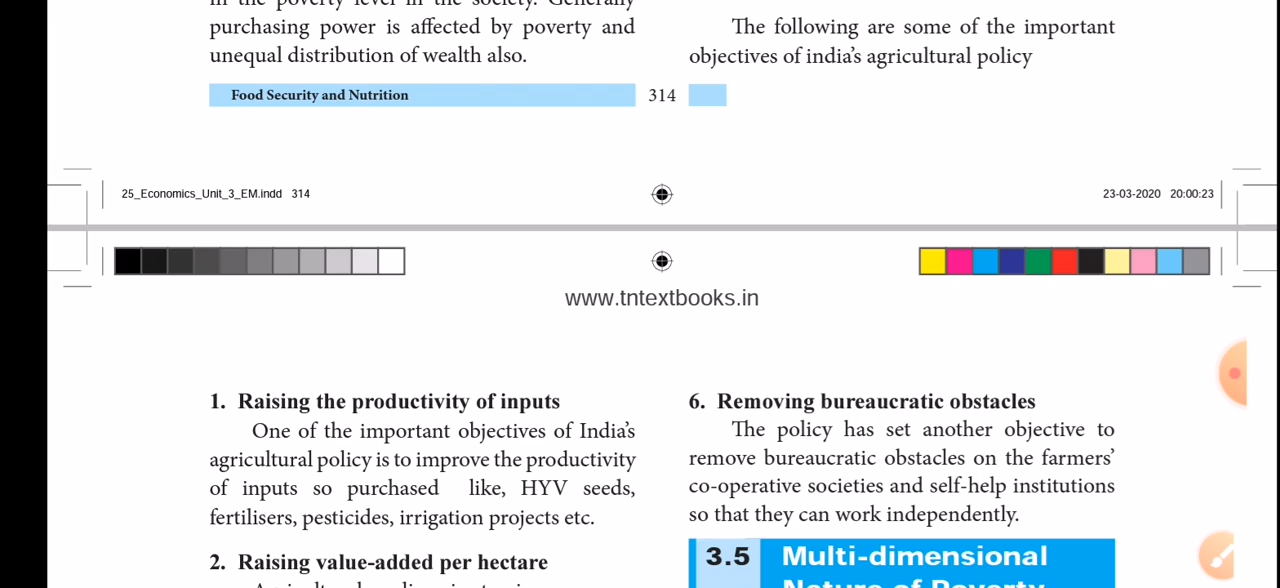 purchasing power is affected by poverty and
unequal distribution of wealth also.
The following are some of the important
objectives of india's agricultural policy
Food Security and Nutrition
314
25_Economics_Unit_3_EM.indd 314
23-03-2020 20:00:23
www.tntextbooks.in
1. Raising the productivity of inputs
One of the important objectives of India's
agricultural policy is to improve the productivity
of inputs so purchased like, HYV seeds,
fertilisers, pesticides, irrigation projects etc.
2. Raising value-added per hectare
6. Removing bureaucratic obstacles
The policy has set another objective to
remove bureaucratic obstacles on the farmers'
co-operative societies and self-help institutions
so that they can work independently.
3.5 Multi-dimensional
Nature of Poverty